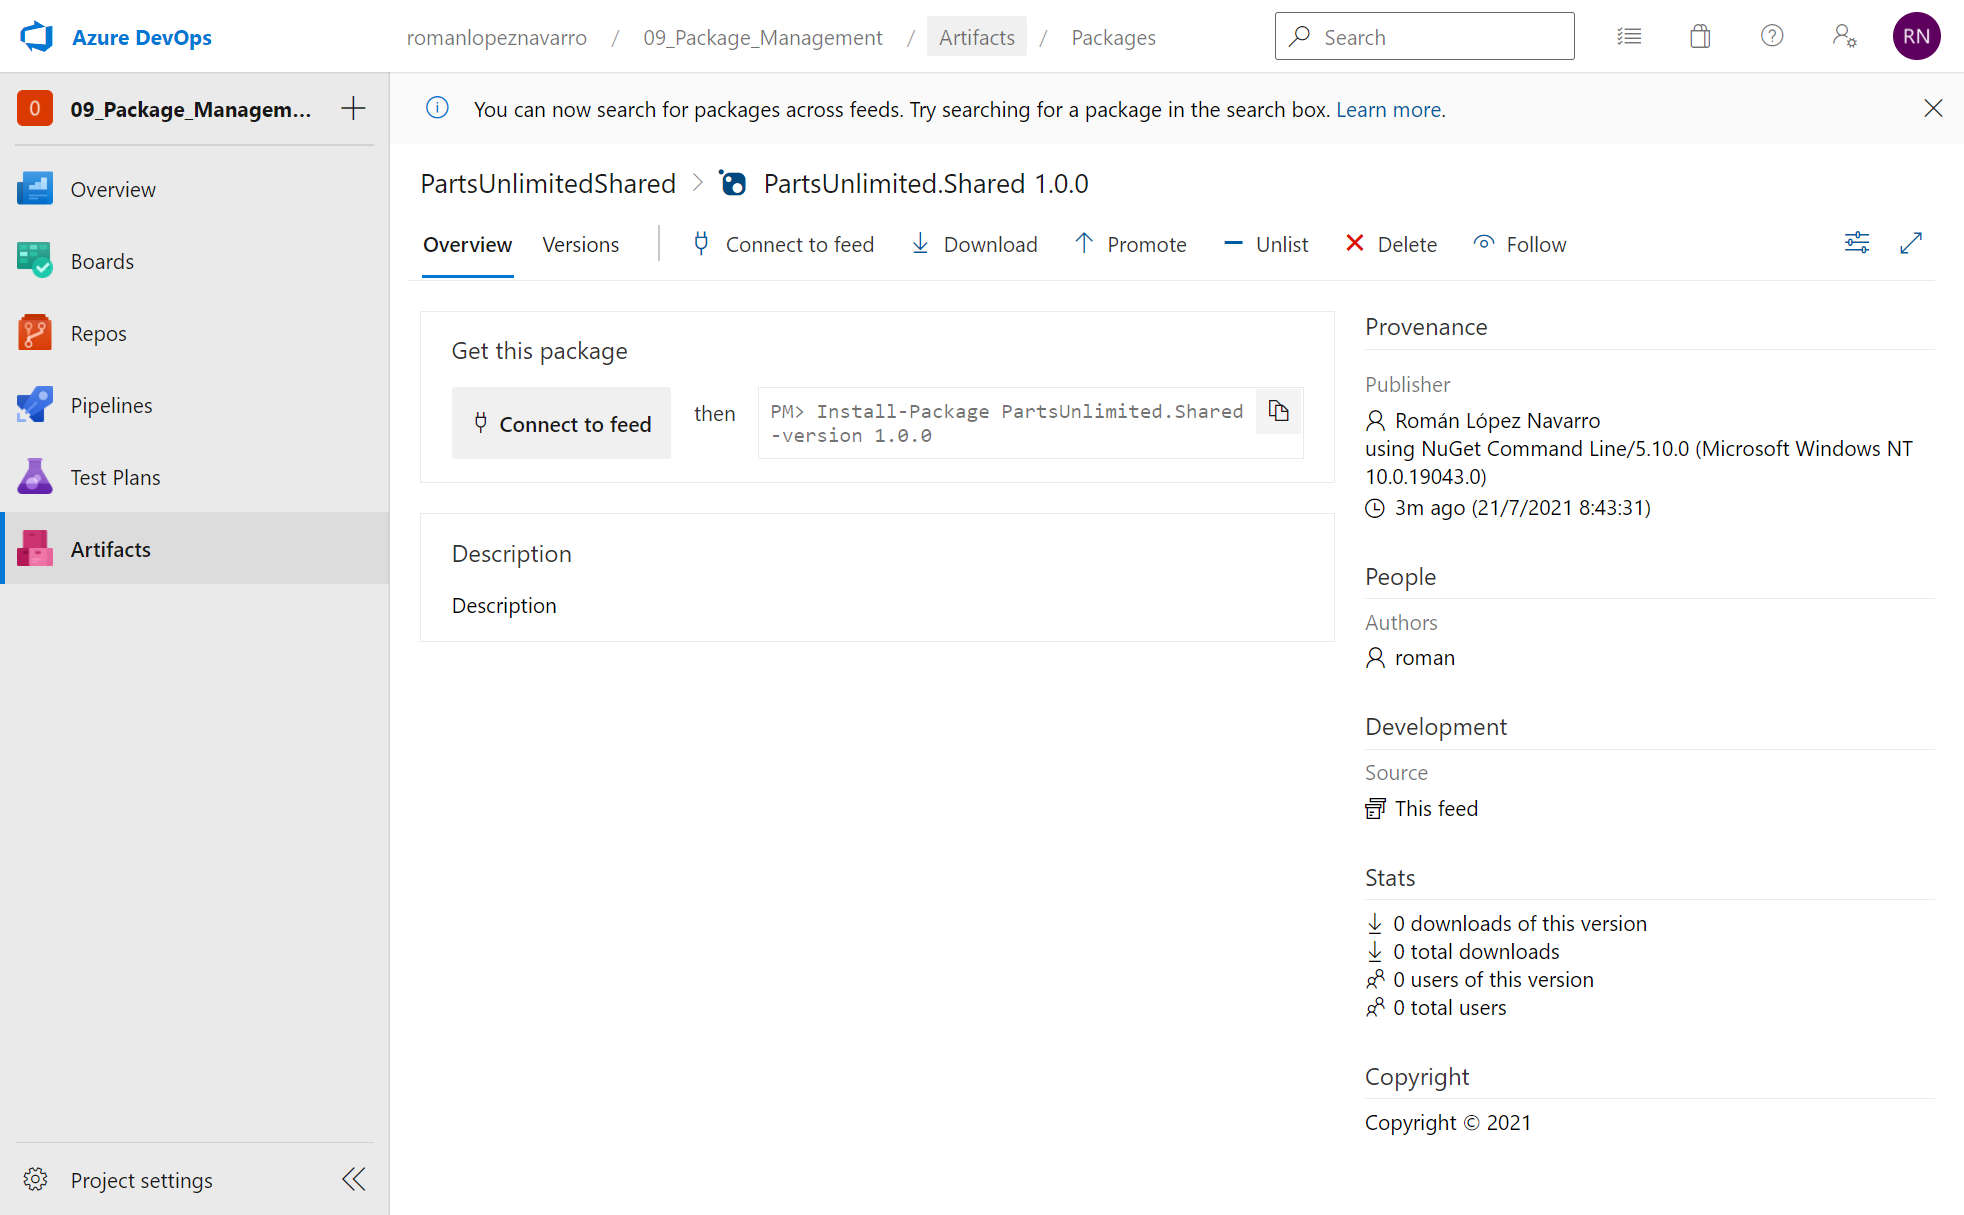 Azure DevOps
romanlopeznavarro / 09_Package_Management / Artifacts / Packages
Search
RN
O 09_Package_Managem...
Overview
Boards
Repos
Pipelines
Test Plans
Artifacts
Project settings
You can now search for packages across feeds. Try searching for a package in the search box. Learn more.
PartsUnlimitedShared > PartsUnlimited.Shared 1.0.0
Overview Versions Connect to feed Download Promote Unlist Delete Follow
Get this package
Connect to feed then
PM> Install-Package PartsUnlimited.Shared
-version 1.0.0
Description
Description
Provenance
Publisher
Román López Navarro
using NuGet Command Line/5.10.0 (Microsoft Windows NT
10.0.19043.0)
3m ago (21/7/2021 8:43:31)
People
Authors
roman
Development
Source
This feed
Stats
0 downloads of this version
0 total downloads
0 users of this version
0 total users
Copyright
Copyright © 2021